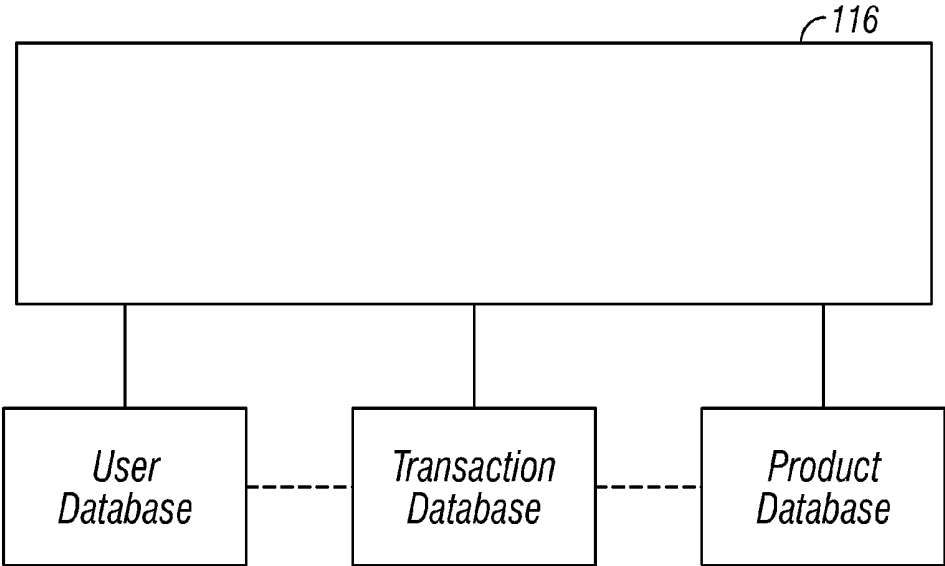 116
User
Database
Transaction
Database
Product
Database